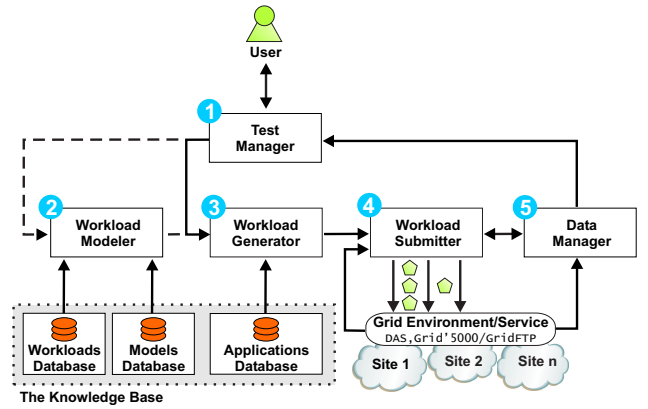 User
1
Test
Manager
2
Workload
Modeler
3
Workload
Generator
4
Workload
Submitter
5
Data
Manager
Grid Environment/Service
DAS,Grid'5000/GridFTP
Site 1
Site 2
Site n
Workloads
Database
Models
Database
Applications
Database
The Knowledge Base